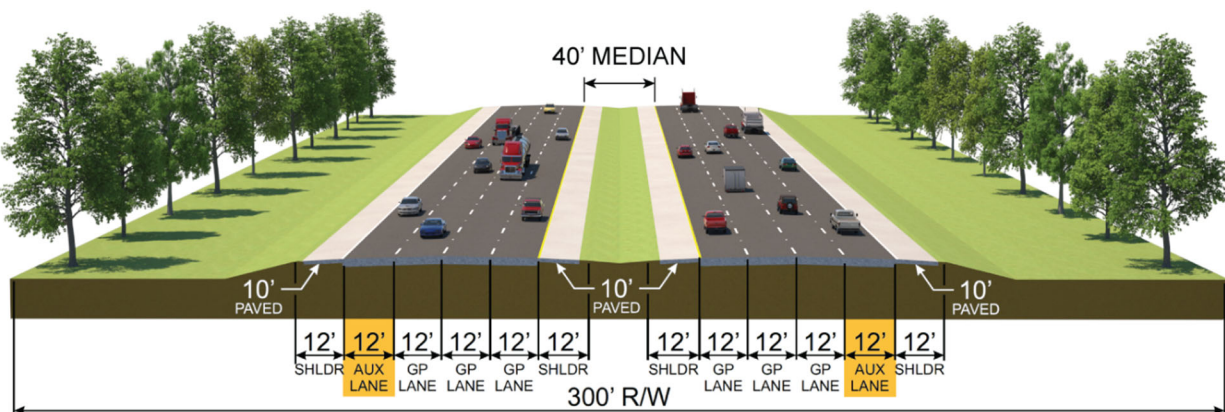 40' MEDIAN
10'
PAVED
10'
PAVED
10'
PAVED
12' 12' 12' 12' 12' 12' 12' 12' 12' 12' 12' 12'
SHLDR AUX LANE GP LANE GP LANE GP LANE SHLDR SHLDR GP LANE GP LANE GP LANE AUX LANE SHLDR
300' R/W